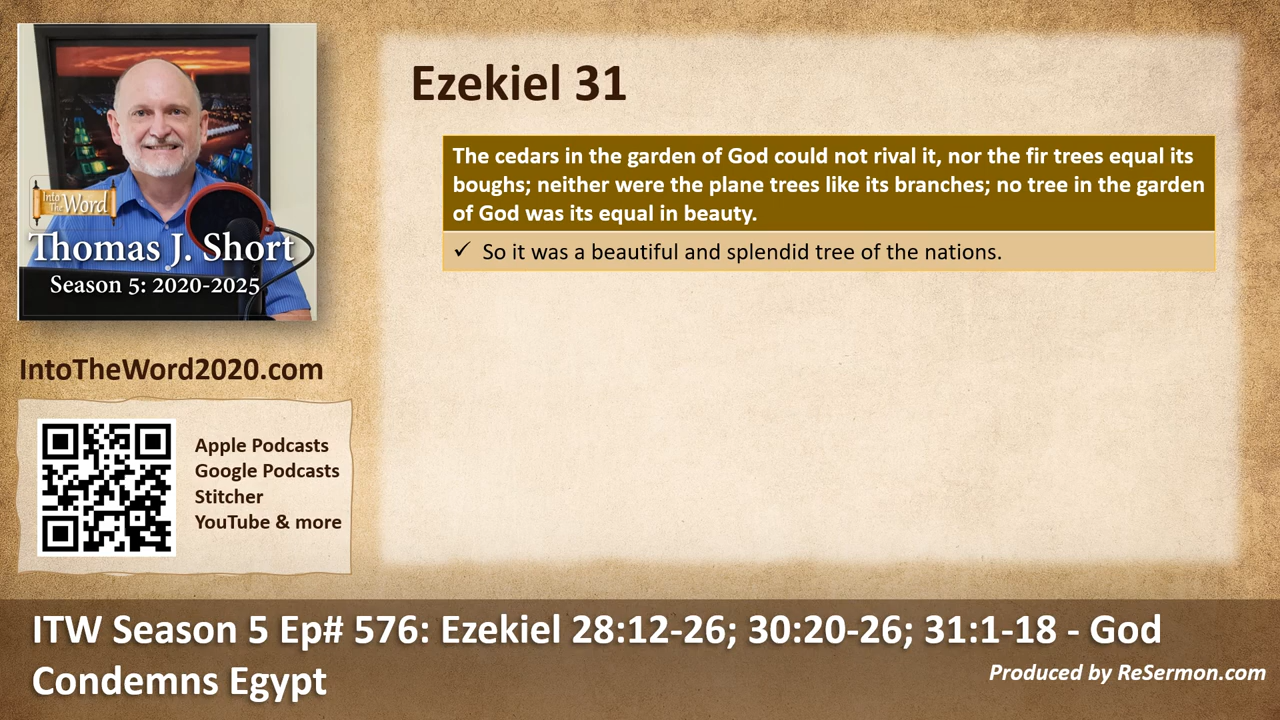 Into
The Word
Thomas J. Short
Season 5: 2020-2025
IntoTheWord2020.com
Apple Podcasts
Google Podcasts
Stitcher
YouTube & more
Ezekiel 31
The cedars in the garden of God could not rival it, nor the fir trees equal its
boughs; neither were the plane trees like its branches; no tree in the garden
of God was its equal in beauty.
✓ So it was a beautiful and splendid tree of the nations.
ITW Season 5 Ep# 576: Ezekiel 28:12-26; 30:20-26; 31:1-18 - God
Condemns Egypt
Produced by ReSermon.com